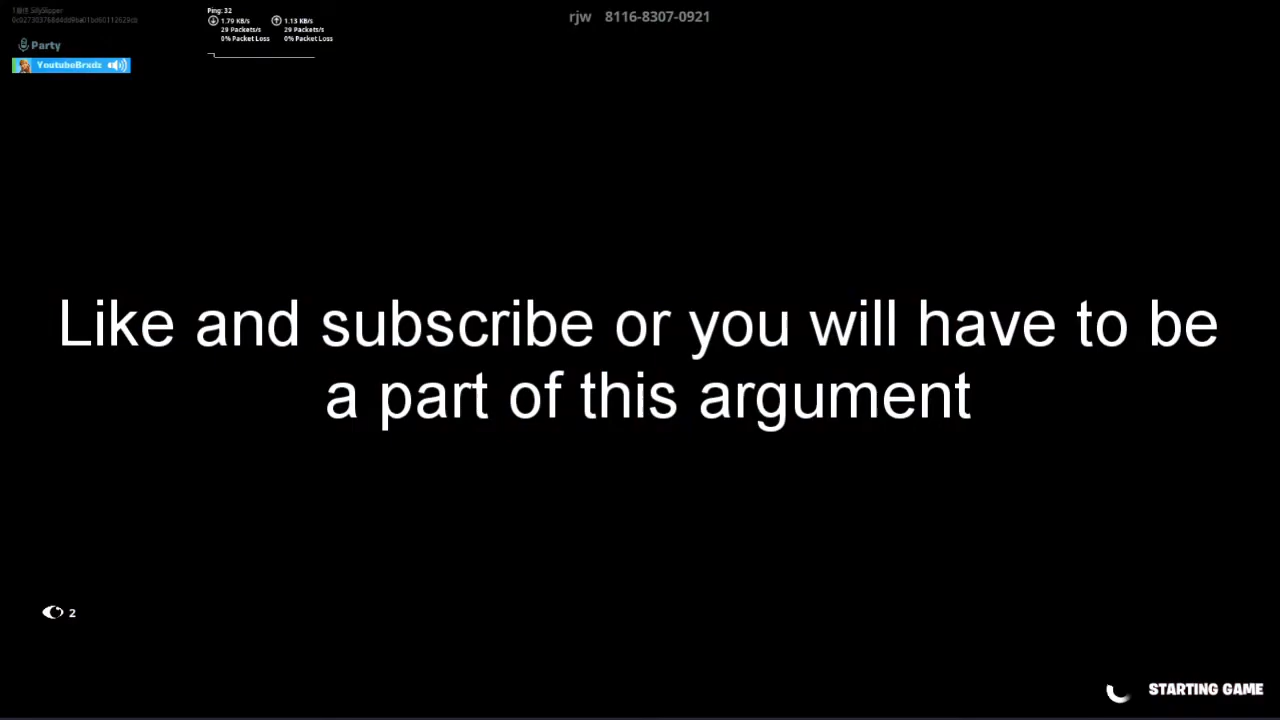 Ping: 32
rjw 8116-8307-0921
1.79 KB/s 1.13 KB/s
29 Packets/s 29 Packets/s
0% Packet Loss 0% Packet Loss
Party
YoutubeBrxdz
Like and subscribe or you will have to be
a part of this argument
2
STARTING GAME